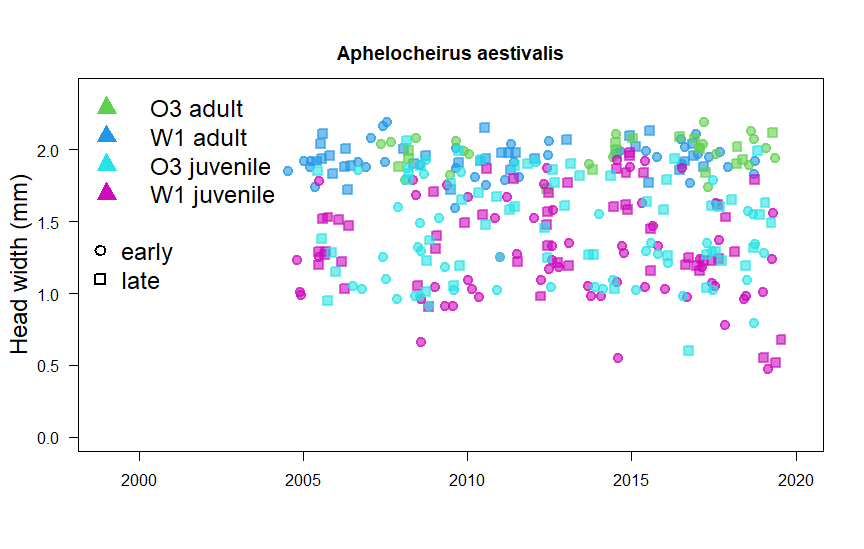 Aphelocheirus aestivalis
O3 adult
W1 adult
O3 juvenile
W1 juvenile
early
late
Head width (mm)
2.0
1.5
1.0
0.5
0.0
2000 2005 2010 2015 2020